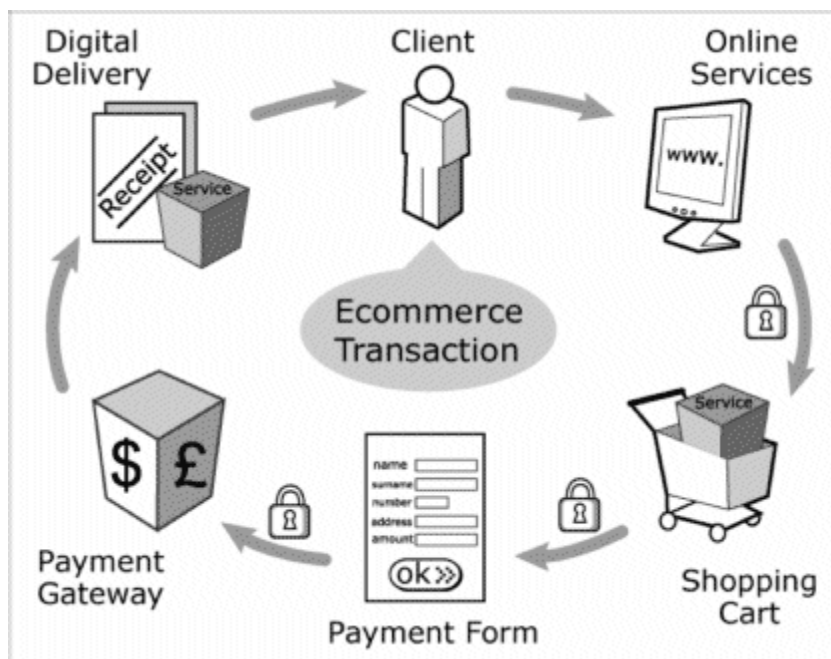 Digital
Delivery
Client
Online
Services
Receipt
Service
www.
Ecommerce
Transaction
Service
$ £
name
surname
number
address
amount
ok »
Payment
Gateway
Payment Form
Shopping
Cart